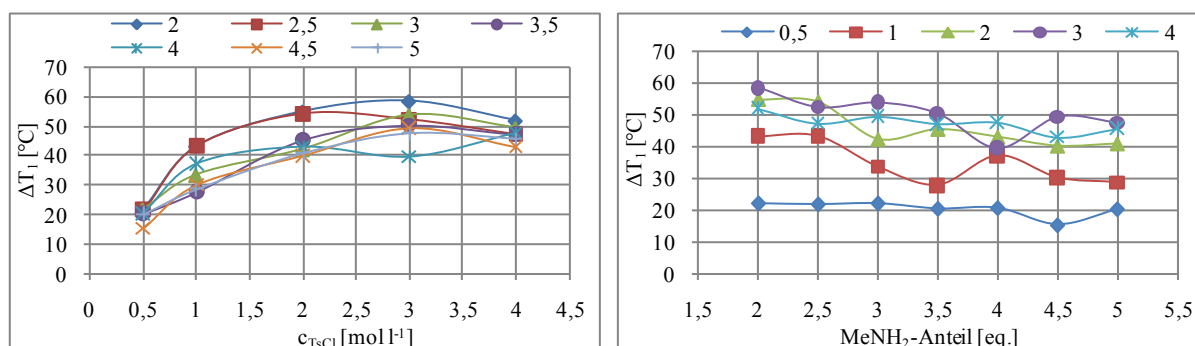 2 2,5 3 3,5
4 4,5 5
70
60
50
40
30
20
10
0
ΔT₁ [°C]
0 0,5 1 1,5 2 2,5 3 3,5 4 4,5
c_TsCl [mol l⁻¹]
0,5 1 2 3 4
70
60
50
40
30
20
10
0
ΔT₁ [°C]
1,5 2 2,5 3 3,5 4 4,5 5 5,5
MeNH₂-Anteil [eq.]